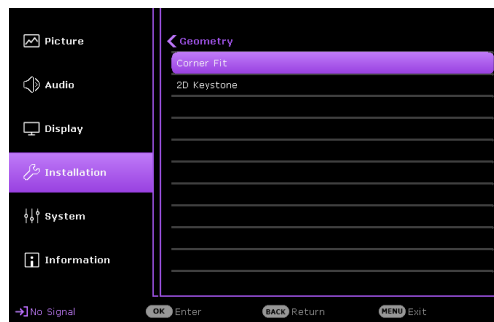 Picture
Audio
Display
Installation
System
Information
Geometry
Corner Fit
2D Keystone
No Signal
OK Enter
BACK Return
MENU Exit